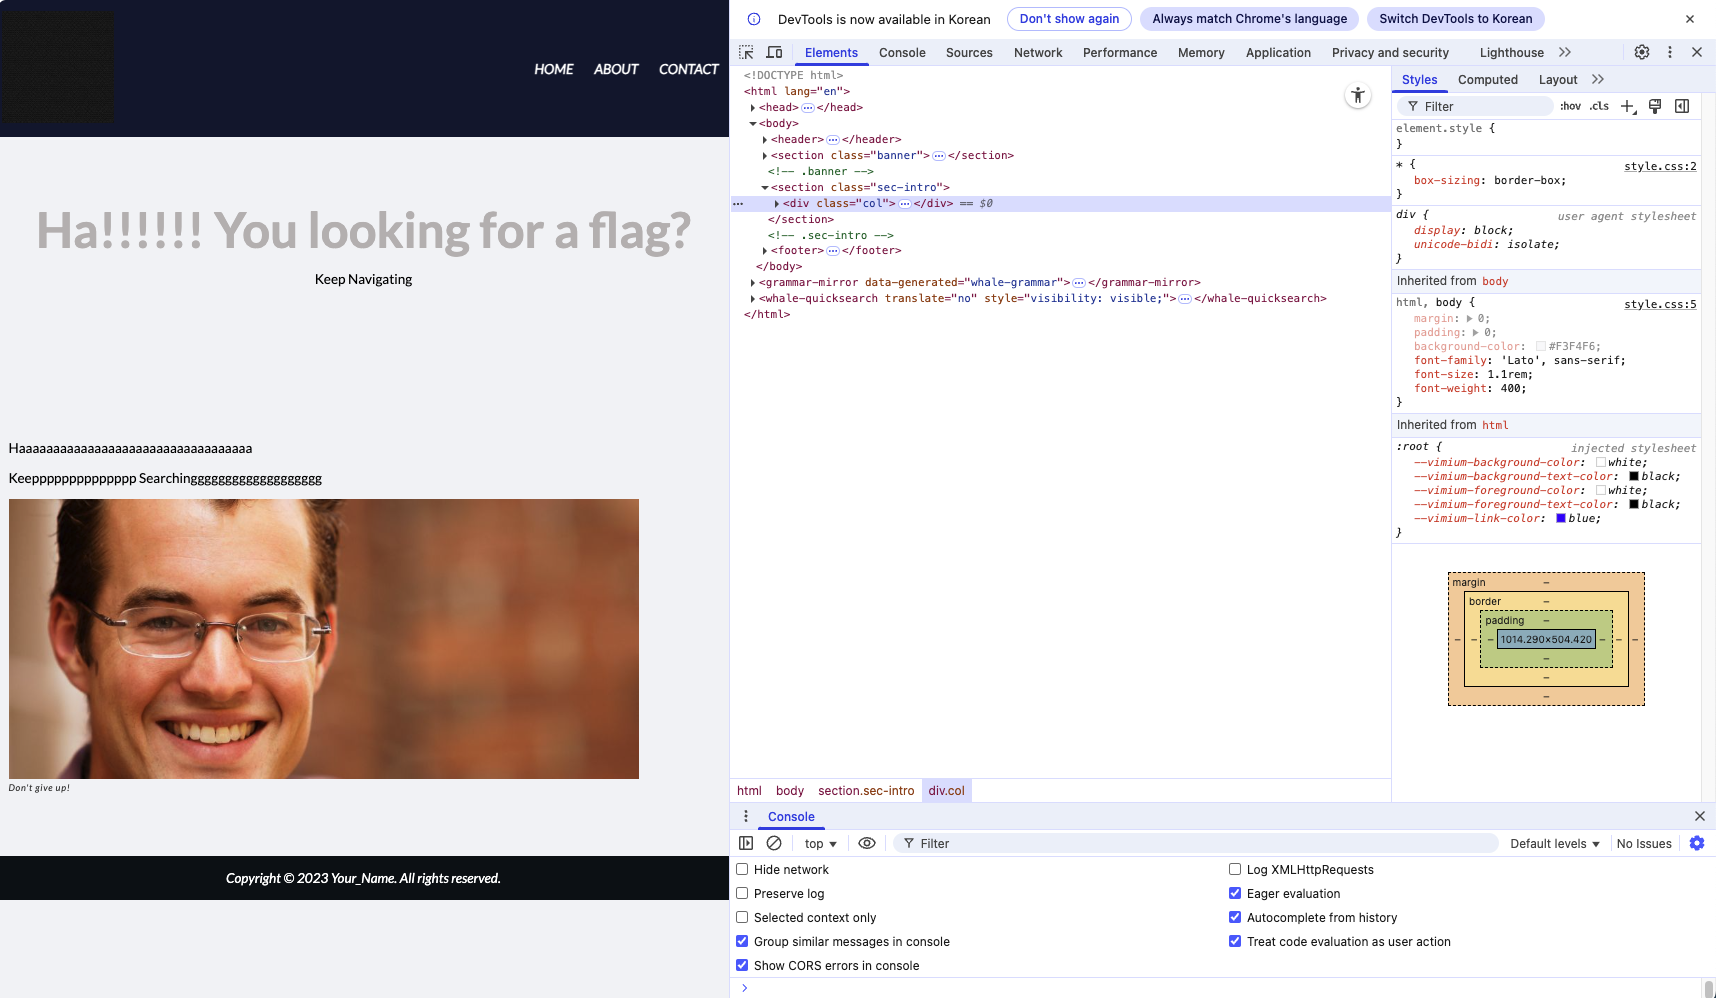 HOME ABOUT CONTACT
Ha!!!!!! You looking for a flag?
Keep Navigating
Haaaaaaaaaaaaaaaaaaaaaaaaaaaaaaaaaa
Keepppppppppppppp Searchinggggggggggggggggggg
Don't give up!
Copyright © 2023 Your_Name. All rights reserved.
DevTools is now available in Korean Don't show again Always match Chrome's language Switch DevTools to Korean
Elements Console Sources Network Performance Memory Application Privacy and security Lighthouse
<!DOCTYPE html>
<html lang="en">
<head> … </head>
<body>
<header> … </header>
<section class="banner"> … </section>
<!-- .banner -->
<section class="sec-intro">
<div class="col"> … </div> == $0
</section>
<!-- .sec-intro -->
<footer> … </footer>
</body>
<grammar-mirror data-generated="whale-grammar"> … </grammar-mirror>
<whale-quicksearch translate="no" style="visibility: visible;"> … </whale-quicksearch>
</html>
html body section.sec-intro div.col
Styles Computed Layout
Filter :hov .cls
element.style {
}
* { style.css:2
box-sizing: border-box;
}
div { user agent stylesheet
display: block;
unicode-bidi: isolate;
}
Inherited from body
html, body { style.css:5
margin: 0;
padding: 0;
background-color: #F3F4F6;
font-family: 'Lato', sans-serif;
font-size: 1.1rem;
font-weight: 400;
}
Inherited from html
:root { injected stylesheet
--vimium-background-color: white;
--vimium-background-text-color: black;
--vimium-foreground-color: white;
--vimium-foreground-text-color: black;
--vimium-link-color: blue;
}
margin –
border –
padding –
– – – 1014.290×504.420 – – –
–
–
–
Console
top Filter Default levels No Issues
Hide network Log XMLHttpRequests
Preserve log Eager evaluation
Selected context only Autocomplete from history
Group similar messages in console Treat code evaluation as user action
Show CORS errors in console